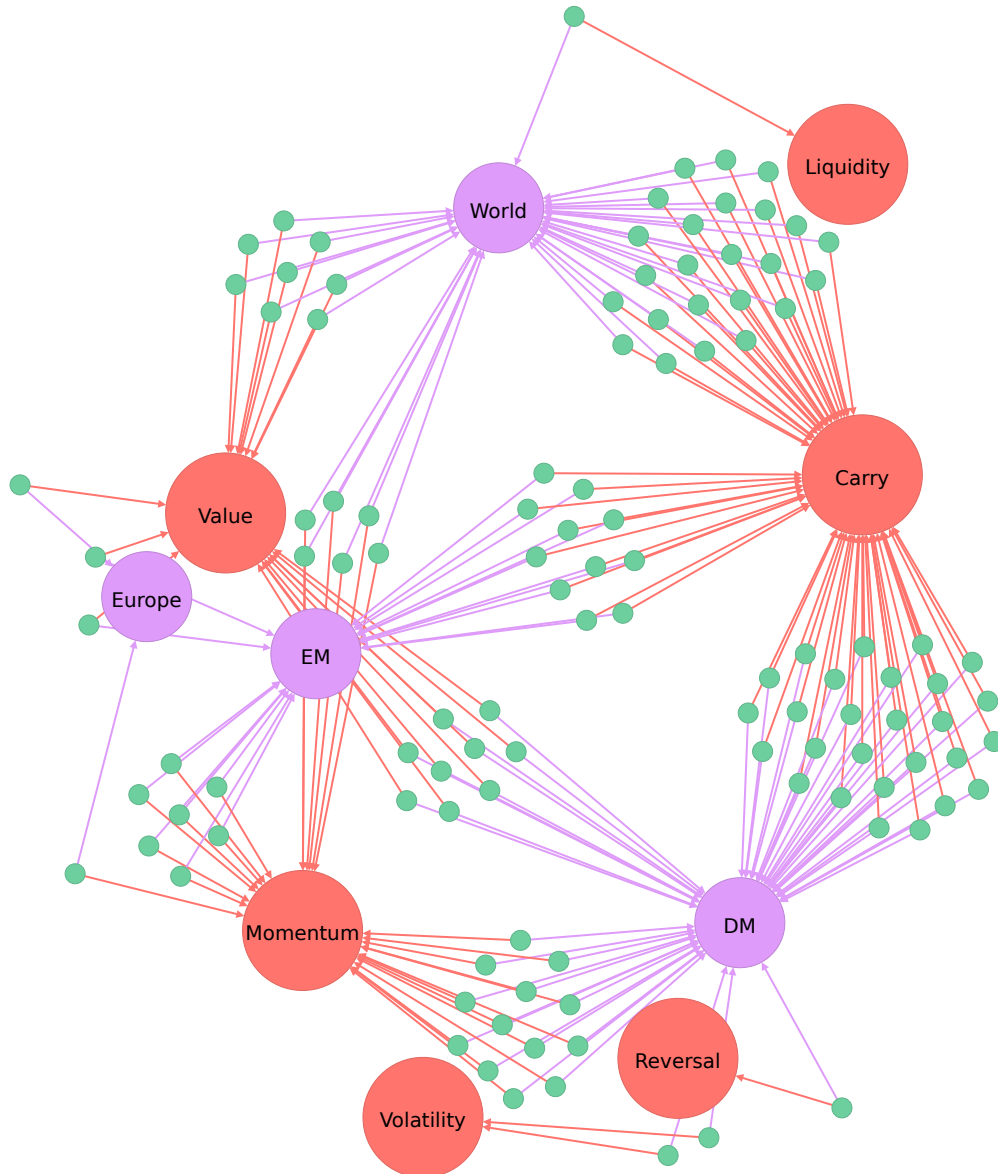 Liquidity
World
Carry
Value
Europe
EM
DM
Momentum
Reversal
Volatility